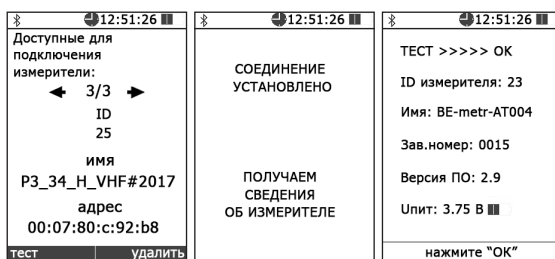 12:51:26
Доступные для
подключения
измерители:
3/3
ID
25
имя
P3_34_H_VHF#2017
адрес
00:07:80:c:92:b8
тест удалить
12:51:26
СОЕДИНЕНИЕ
УСТАНОВЛЕНО
ПОЛУЧАЕМ
СВЕДЕНИЯ
ОБ ИЗМЕРИТЕЛЕ
12:51:26
ТЕСТ >>>>> OK
ID измерителя: 23
Имя: BE-metr-AT004
Зав.номер: 0015
Версия ПО: 2.9
Uпит: 3.75 В
нажмите “OK”